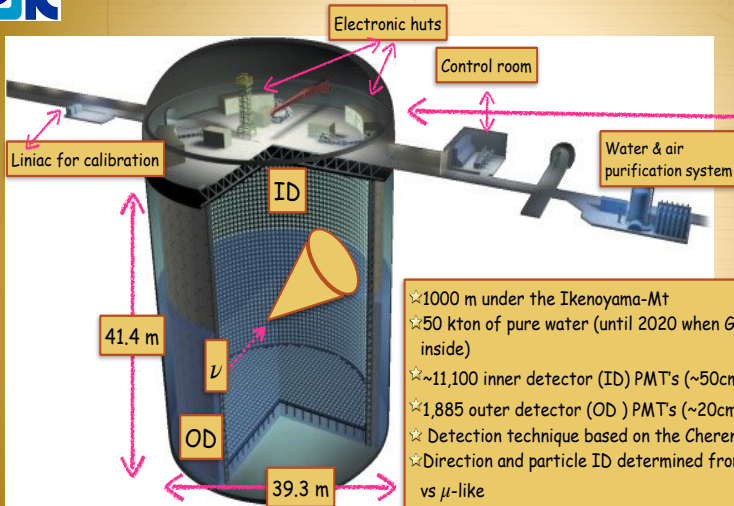 Electronic huts
Control room
Liniac for calibration
Water & air
purification system
ID
41.4 m
ν
OD
39.3 m
☆1000 m under the Ikenoyama-Mt
☆50 kton of pure water (until 2020 when G
inside)
☆~11,100 inner detector (ID) PMT's (~50cm
☆1,885 outer detector (OD ) PMT's (~20cm
☆ Detection technique based on the Cheren
☆Direction and particle ID determined from
vs μ-like